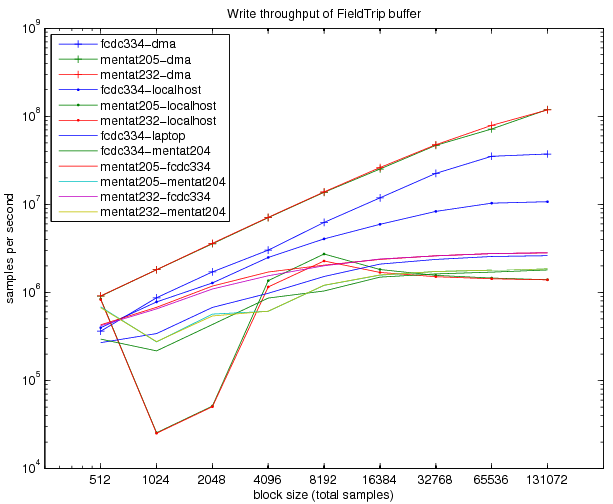 Write throughput of FieldTrip buffer
10^9
10^8
10^7
10^6
10^5
10^4
samples per second
fcdc334−dma
mentat205−dma
mentat232−dma
fcdc334−localhost
mentat205−localhost
mentat232−localhost
fcdc334−laptop
fcdc334−mentat204
mentat205−fcdc334
mentat205−mentat204
mentat232−fcdc334
mentat232−mentat204
512 1024 2048 4096 8192 16384 32768 65536 131072
block size (total samples)